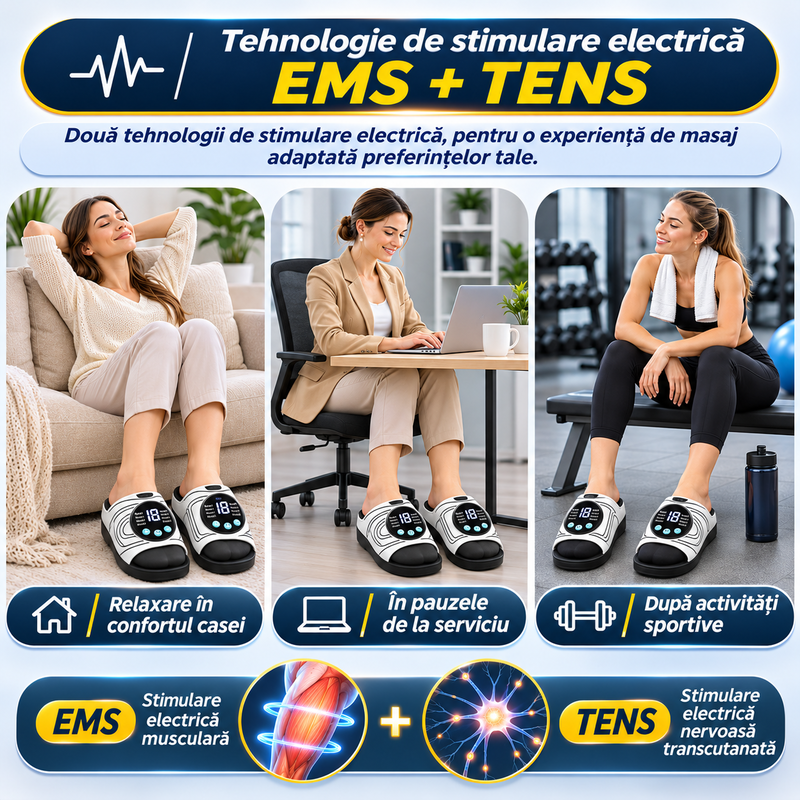 Tehnologie de stimulare electrică
EMS + TENS
Două tehnologii de stimulare electrică, pentru o experiență de masaj
adaptată preferințelor tale.
18
18
18
18
18
18
Relaxare în
confortul casei
În pauzele
de la serviciu
După activități
sportive
EMS
Stimulare
electrică
musculară
+
TENS
Stimulare
electrică
nervoasă
transcutanată